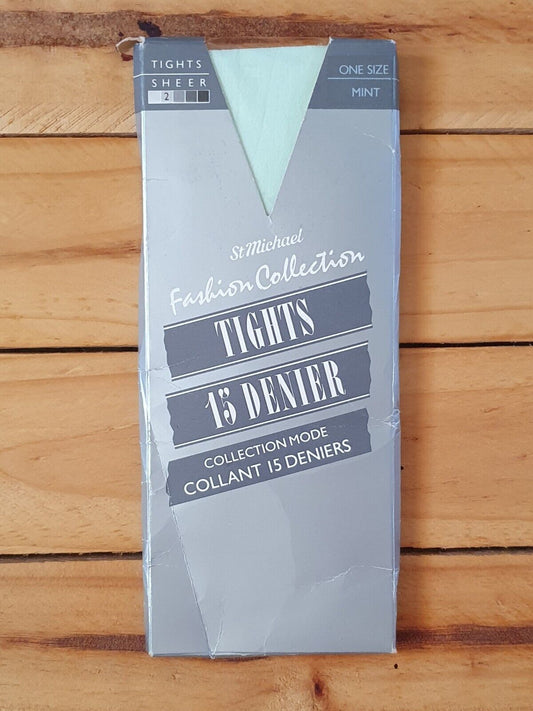 TIGHTS
SHEER
2
ONE SIZE
MINT
St Michael
Fashion Collection
TIGHTS
15 DENIER
COLLECTION MODE
COLLANT 15 DENIERS